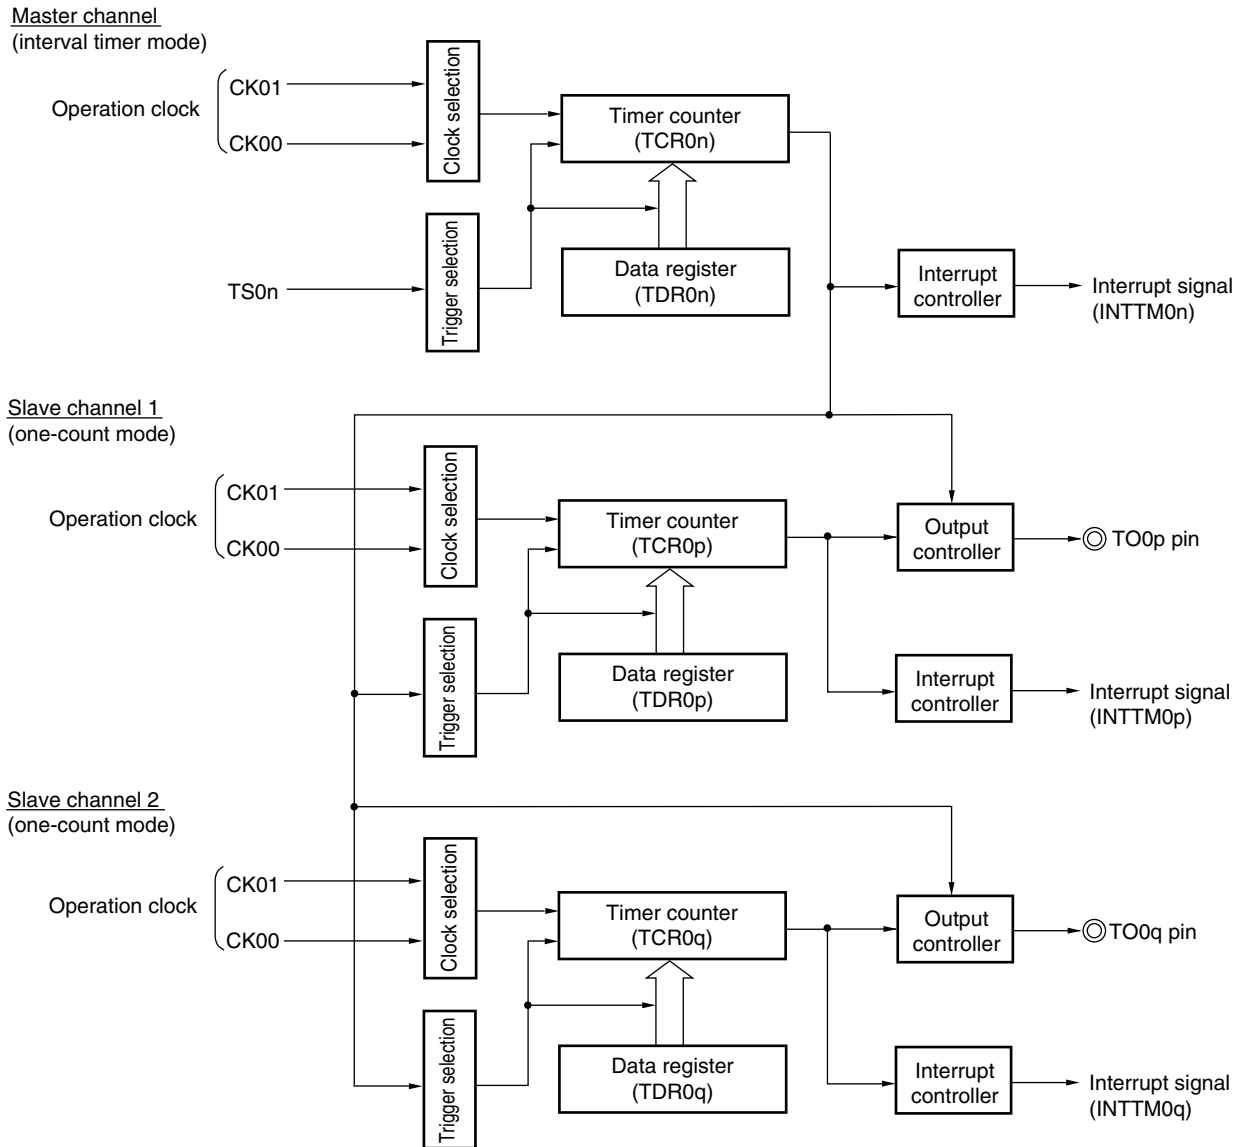 Master channel
(interval timer mode)
Operation clock
CK01
CK00
Clock selection
Timer counter
(TCR0n)
TS0n
Trigger selection
Data register
(TDR0n)
Interrupt
controller
Interrupt signal
(INTTM0n)
Slave channel 1
(one-count mode)
Operation clock
CK01
CK00
Clock selection
Timer counter
(TCR0p)
Output
controller
TO0p pin
Trigger selection
Data register
(TDR0p)
Interrupt
controller
Interrupt signal
(INTTM0p)
Slave channel 2
(one-count mode)
Operation clock
CK01
CK00
Clock selection
Timer counter
(TCR0q)
Output
controller
TO0q pin
Trigger selection
Data register
(TDR0q)
Interrupt
controller
Interrupt signal
(INTTM0q)